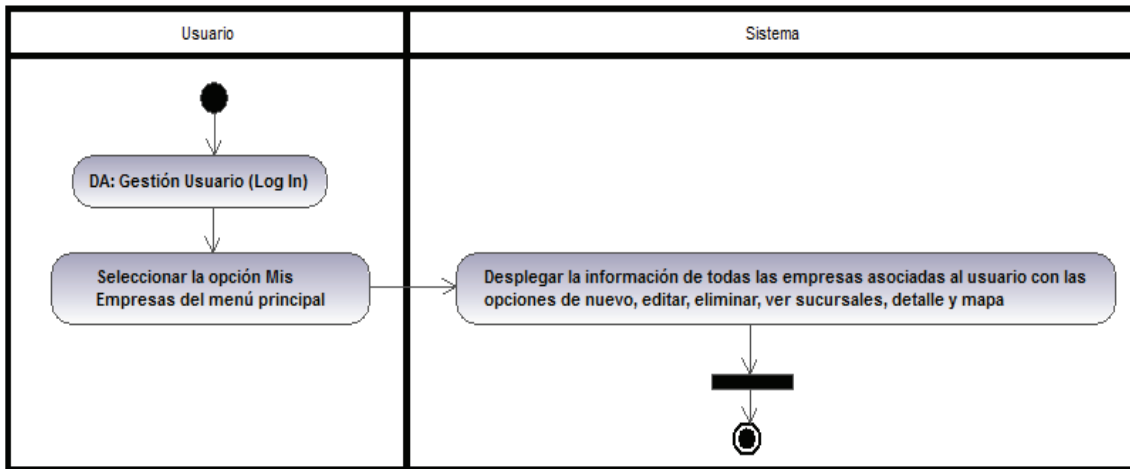 Usuario
Sistema
DA: Gestión Usuario (Log In)
Seleccionar la opción Mis
Empresas del menú principal
Desplegar la información de todas las empresas asociadas al usuario con las
opciones de nuevo, editar, eliminar, ver sucursales, detalle y mapa